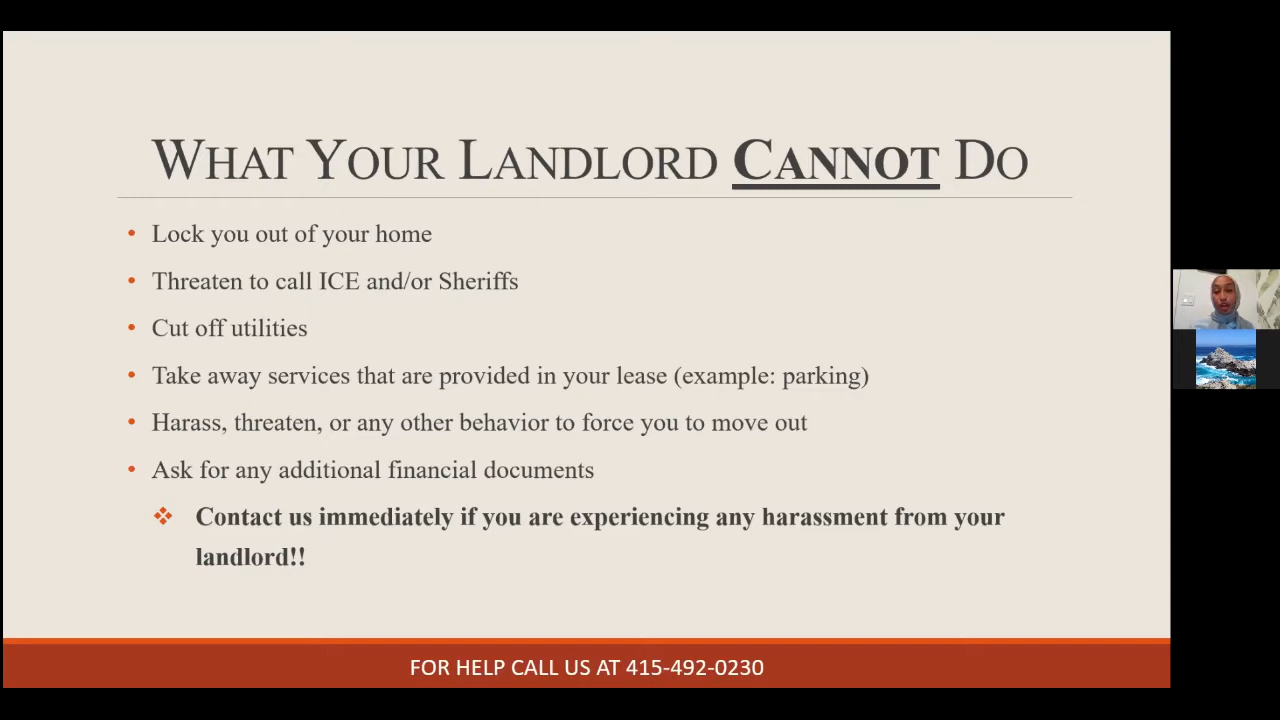 WHAT YOUR LANDLORD CANNOT DO
• Lock you out of your home
• Threaten to call ICE and/or Sheriffs
• Cut off utilities
• Take away services that are provided in your lease (example: parking)
• Harass, threaten, or any other behavior to force you to move out
• Ask for any additional financial documents
❖ Contact us immediately if you are experiencing any harassment from your
landlord!!
FOR HELP CALL US AT 415-492-0230